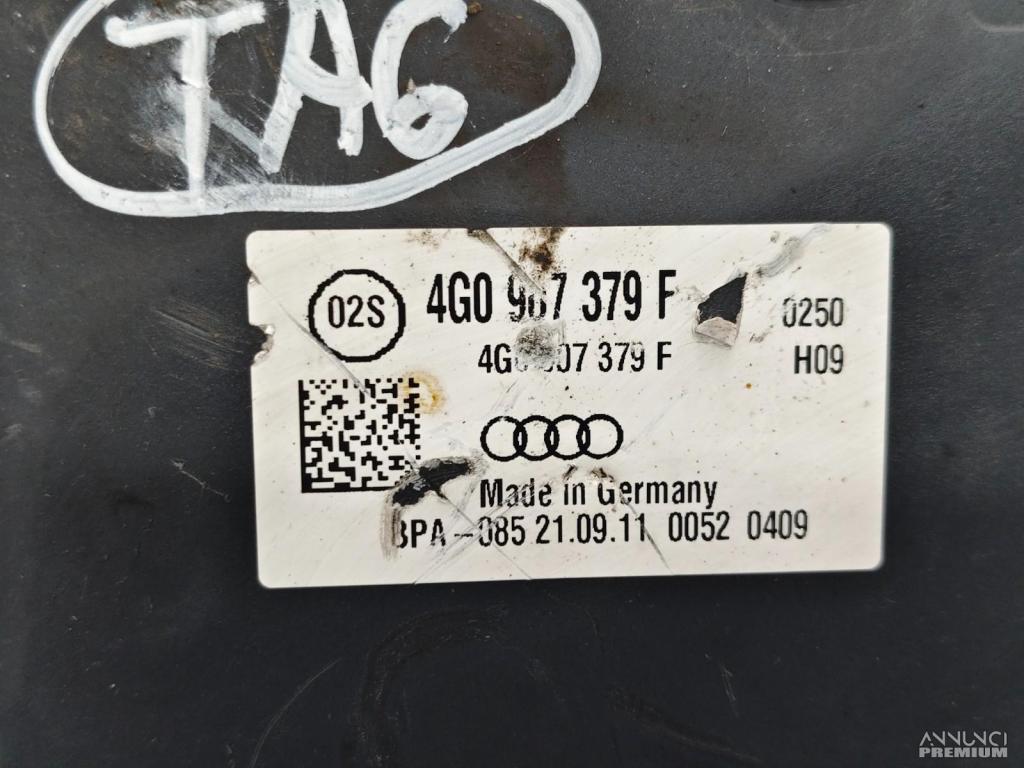 TAG
02S
4G0 907 379 F
0250
4G0 907 379 F
H09
Made in Germany
BPA-085 21.09.11 0052 0409
ANNUNCI
PREMIUM